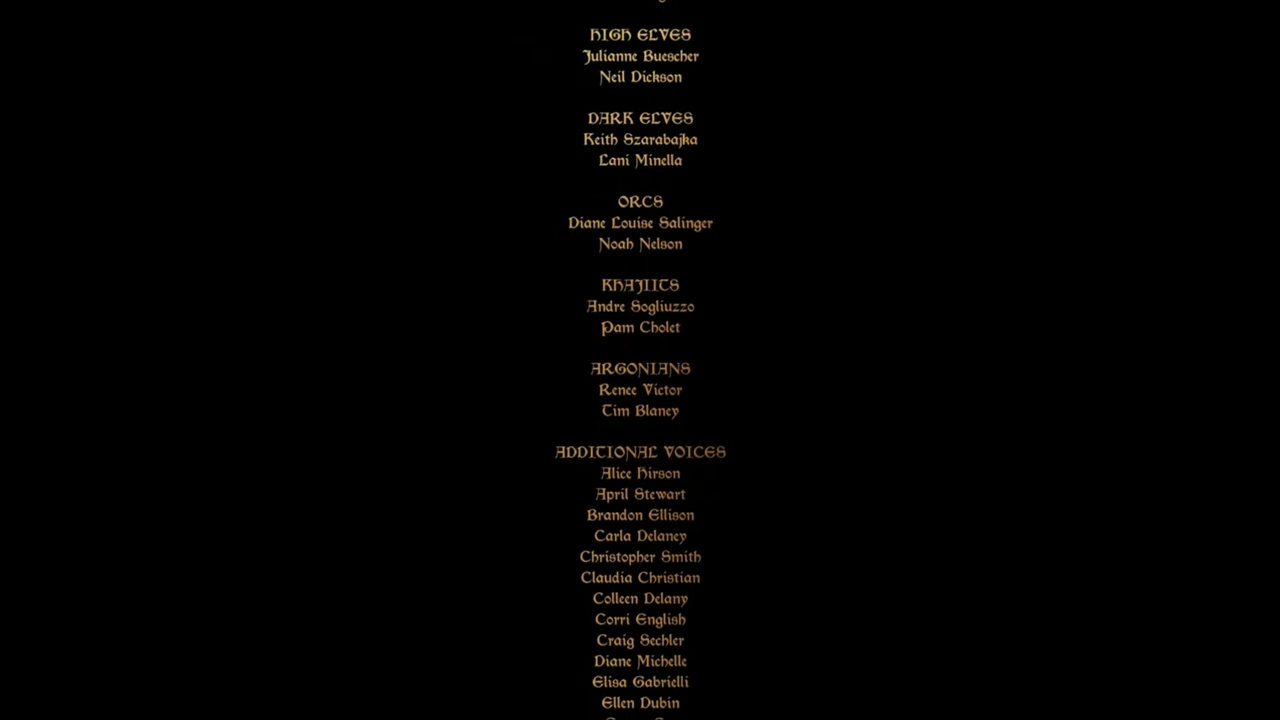 HIGH ELVES
Julianne Buescher
Neil Dickson
DARK ELVES
Keith Szarabajka
Lani Minella
ORCS
Diane Louise Salinger
Noah Nelson
KHAJIITS
Andre Sogliuzzo
Pam Cholet
ARGONIANS
Renee Victor
Tim Blaney
ADDITIONAL VOICES
Alice Hirson
April Stewart
Brandon Ellison
Carla Delaney
Christopher Smith
Claudia Christian
Colleen Delany
Corri English
Craig Sechler
Diane Michelle
Elisa Gabrielli
Ellen Dubin